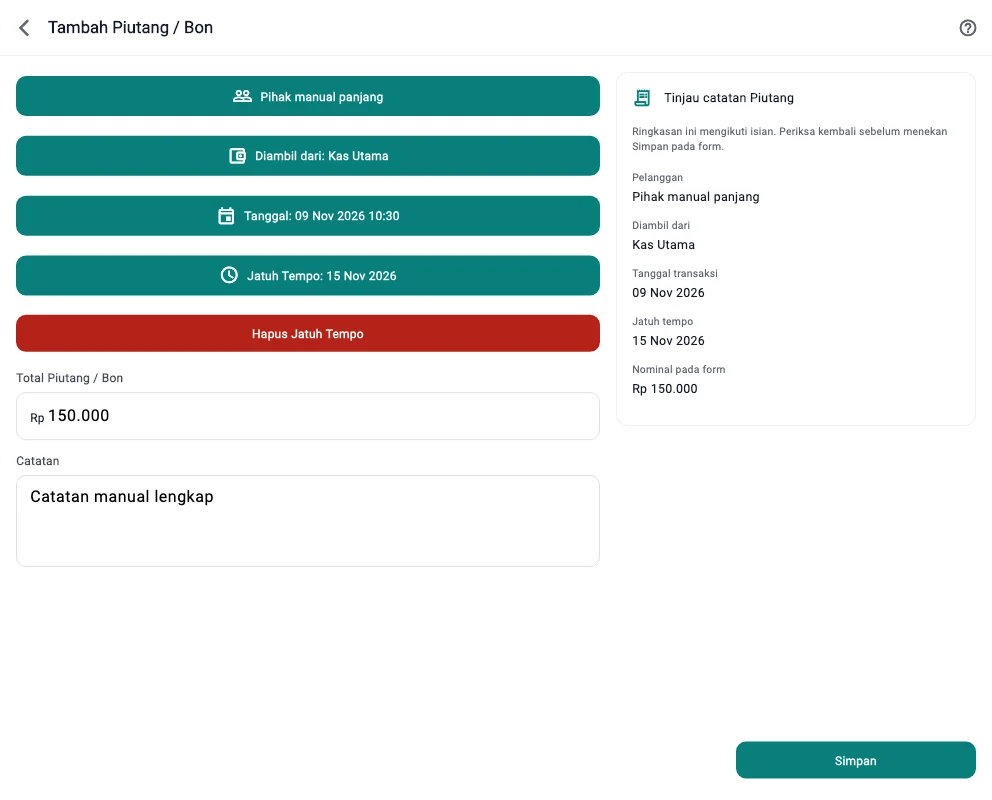 Tambah Piutang / Bon
Pihak manual panjang
Diambil dari: Kas Utama
Tanggal: 09 Nov 2026 10:30
Jatuh Tempo: 15 Nov 2026
Hapus Jatuh Tempo
Total Piutang / Bon
Rp 150.000
Catatan
Catatan manual lengkap
Tinjau catatan Piutang
Ringkasan ini mengikuti isian. Periksa kembali sebelum menekan
Simpan pada form.
Pelanggan
Pihak manual panjang
Diambil dari
Kas Utama
Tanggal transaksi
09 Nov 2026
Jatuh tempo
15 Nov 2026
Nominal pada form
Rp 150.000
Simpan